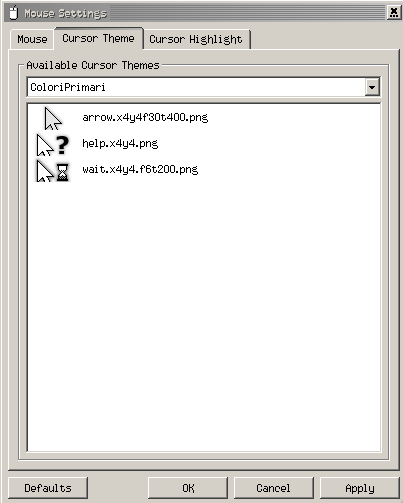 Mouse Settings
Mouse
Cursor Theme
Cursor Highlight
Available Cursor Themes
ColoriPrimari
arrow.x4y4f30t400.png
help.x4y4.png
wait.x4y4.f6t200.png
Defaults
OK
Cancel
Apply